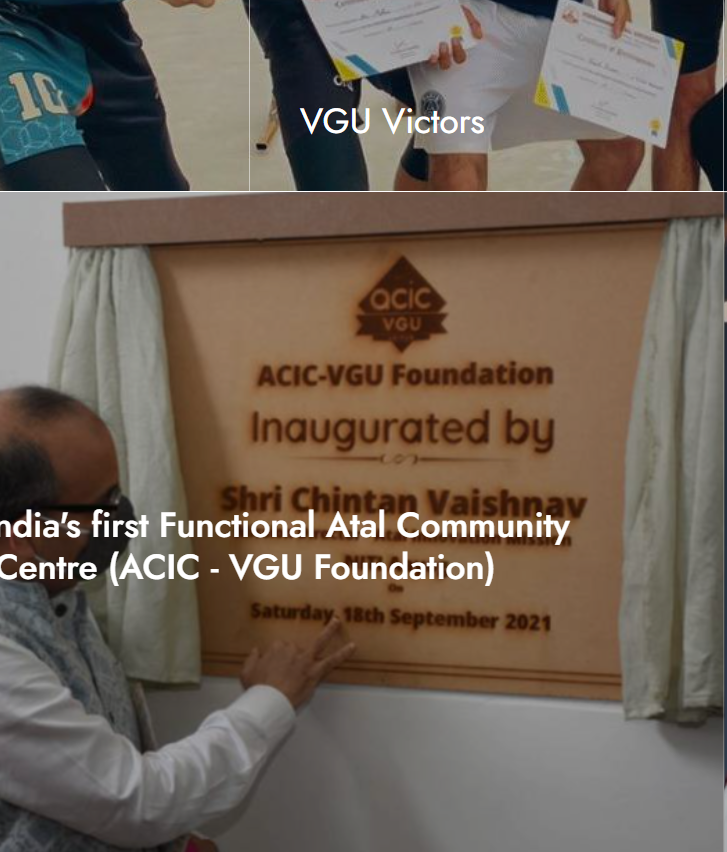 10
VGU Victors
acic
VGU
ACIC-VGU Foundation
Inaugurated by
Shri Chintan Vaishnav
ndia's first Functional Atal Community
Centre (ACIC - VGU Foundation)
On
Saturday, 18th September 2021